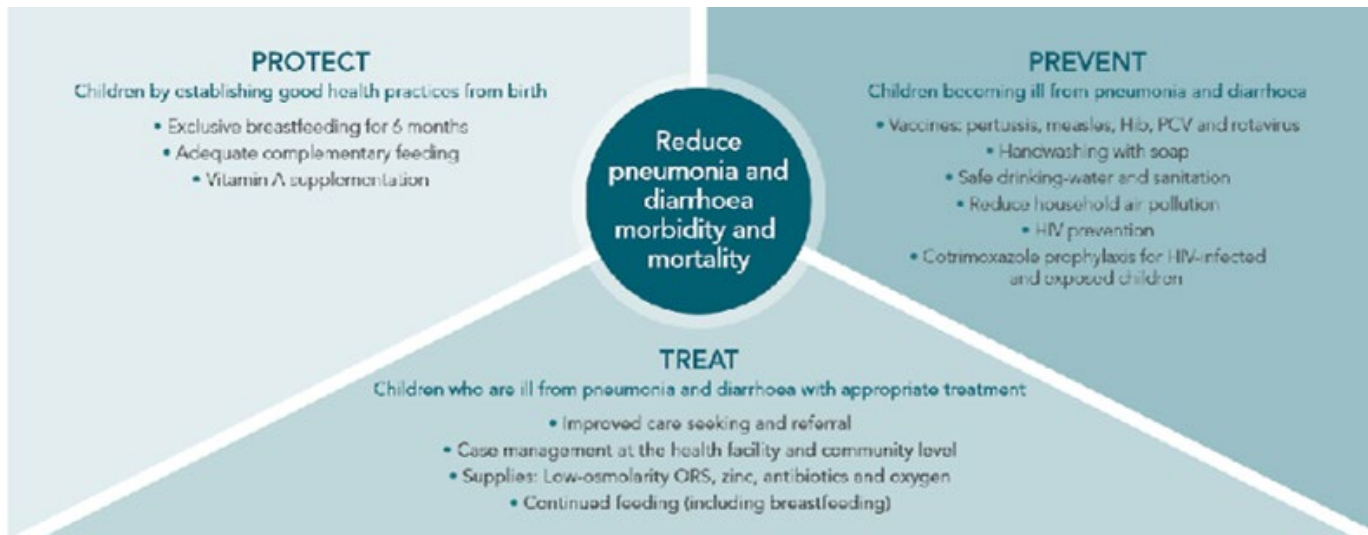 PROTECT
Children by establishing good health practices from birth
• Exclusive breastfeeding for 6 months
• Adequate complementary feeding
• Vitamin A supplementation
PREVENT
Children becoming ill from pneumonia and diarrhoea
• Vaccines: pertussis, measles, Hib, PCV and rotavirus
• Handwashing with soap
• Safe drinking-water and sanitation
• Reduce household air pollution
• HIV prevention
• Cotrimoxazole prophylaxis for HIV-infected
and exposed children
Reduce
pneumonia and
diarrhoea
morbidity and
mortality
TREAT
Children who are ill from pneumonia and diarrhoea with appropriate treatment
• Improved care seeking and referral
• Case management at the health facility and community level
• Supplies: Low-osmolarity ORS, zinc, antibiotics and oxygen
• Continued feeding (including breastfeeding)